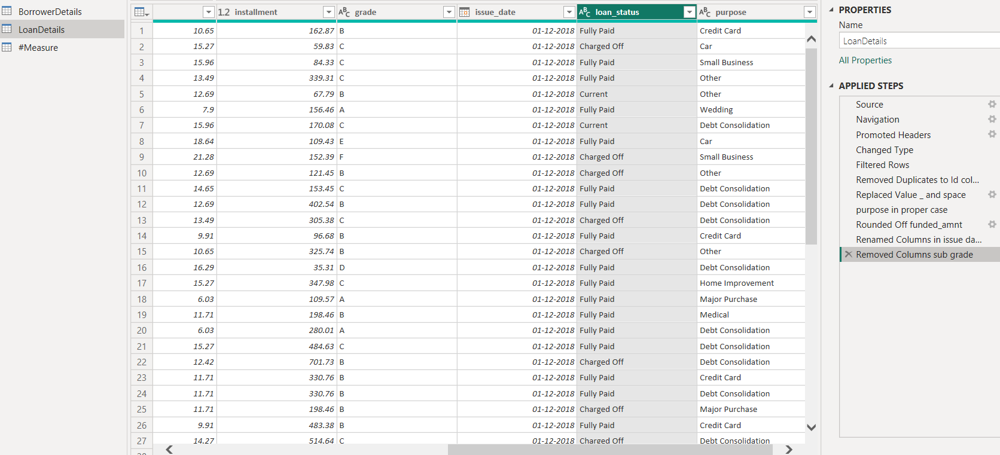 BorrowerDetails
LoanDetails
#Measure
1.2 installment ABC grade issue_date ABC loan_status ABC purpose
1 10.65 162.87 B 01-12-2018 Fully Paid Credit Card
2 15.27 59.83 C 01-12-2018 Charged Off Car
3 15.96 84.33 C 01-12-2018 Fully Paid Small Business
4 13.49 339.31 C 01-12-2018 Fully Paid Other
5 12.69 67.79 B 01-12-2018 Current Other
6 7.9 156.46 A 01-12-2018 Fully Paid Wedding
7 15.96 170.08 C 01-12-2018 Current Debt Consolidation
8 18.64 109.43 E 01-12-2018 Fully Paid Car
9 21.28 152.39 F 01-12-2018 Charged Off Small Business
10 12.69 121.45 B 01-12-2018 Charged Off Other
11 14.65 153.45 C 01-12-2018 Fully Paid Debt Consolidation
12 12.69 402.54 B 01-12-2018 Fully Paid Debt Consolidation
13 13.49 305.38 C 01-12-2018 Charged Off Debt Consolidation
14 9.91 96.68 B 01-12-2018 Fully Paid Credit Card
15 10.65 325.74 B 01-12-2018 Charged Off Other
16 16.29 35.31 D 01-12-2018 Fully Paid Debt Consolidation
17 15.27 347.98 C 01-12-2018 Fully Paid Home Improvement
18 6.03 109.57 A 01-12-2018 Fully Paid Major Purchase
19 11.71 198.46 B 01-12-2018 Fully Paid Medical
20 6.03 280.01 A 01-12-2018 Fully Paid Debt Consolidation
21 15.27 484.63 C 01-12-2018 Fully Paid Debt Consolidation
22 12.42 701.73 B 01-12-2018 Charged Off Debt Consolidation
23 11.71 330.76 B 01-12-2018 Fully Paid Credit Card
24 11.71 330.76 B 01-12-2018 Fully Paid Debt Consolidation
25 11.71 198.46 B 01-12-2018 Charged Off Major Purchase
26 9.91 483.38 B 01-12-2018 Fully Paid Credit Card
27 14.27 514.64 C 01-12-2018 Charged Off Debt Consolidation
PROPERTIES
Name
LoanDetails
All Properties
APPLIED STEPS
Source
Navigation
Promoted Headers
Changed Type
Filtered Rows
Removed Duplicates to Id col...
Replaced Value _ and space
purpose in proper case
Rounded Off funded_amnt
Renamed Columns in issue da...
Removed Columns sub grade